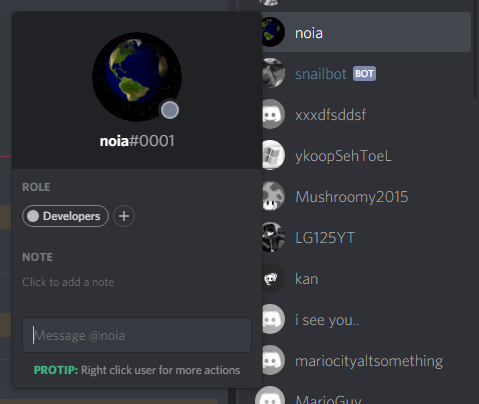 noia#0001
ROLE
Developers +
NOTE
Click to add a note
Message @noia
PROTIP: Right click user for more actions
noia
snailbot BOT
xxxdfsddsf
ykoopSehToeL
Mushroomy2015
LG125YT
kan
i see you..
mariocityaltsomething
MarioGuy